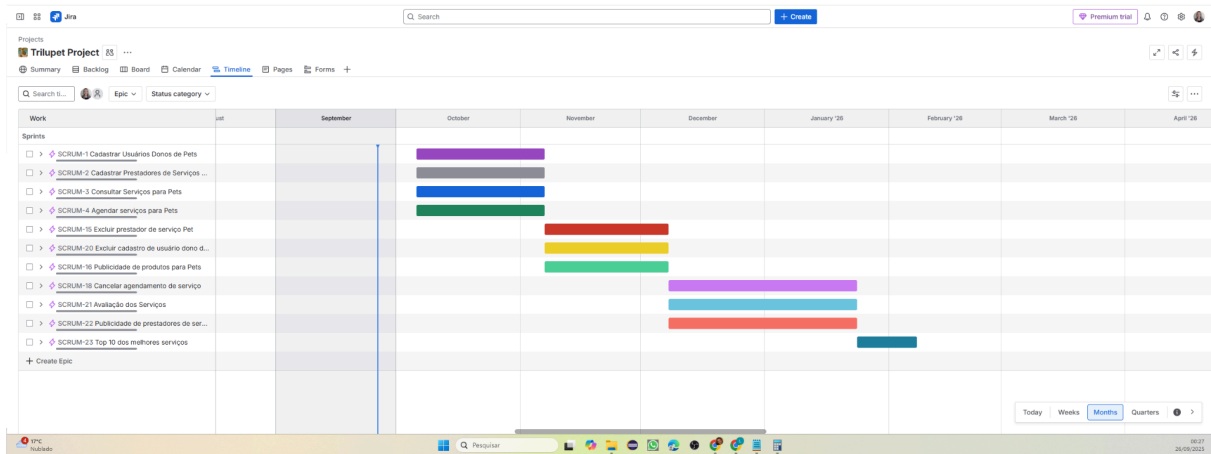 Jira
Search
+ Create
Premium trial
Projects
Trilupet Project
Summary Backlog Board Calendar Timeline Pages Forms
Search ti...
Epic
Status category
Work
ust September October November December January '26 February '26 March '26 April '26
Sprints
SCRUM-1 Cadastrar Usuários Donos de Pets
SCRUM-2 Cadastrar Prestadores de Serviços ...
SCRUM-3 Consultar Serviços para Pets
SCRUM-4 Agendar serviços para Pets
SCRUM-15 Excluir prestador de serviço Pet
SCRUM-20 Excluir cadastro de usuário dono d...
SCRUM-16 Publicidade de produtos para Pets
SCRUM-18 Cancelar agendamento de serviço
SCRUM-21 Avaliação dos Serviços
SCRUM-22 Publicidade de prestadores de ser...
SCRUM-23 Top 10 dos melhores serviços
+ Create Epic
Today Weeks Months Quarters
4
17°C
Nublado
Pesquisar
00:27
26/09/2025